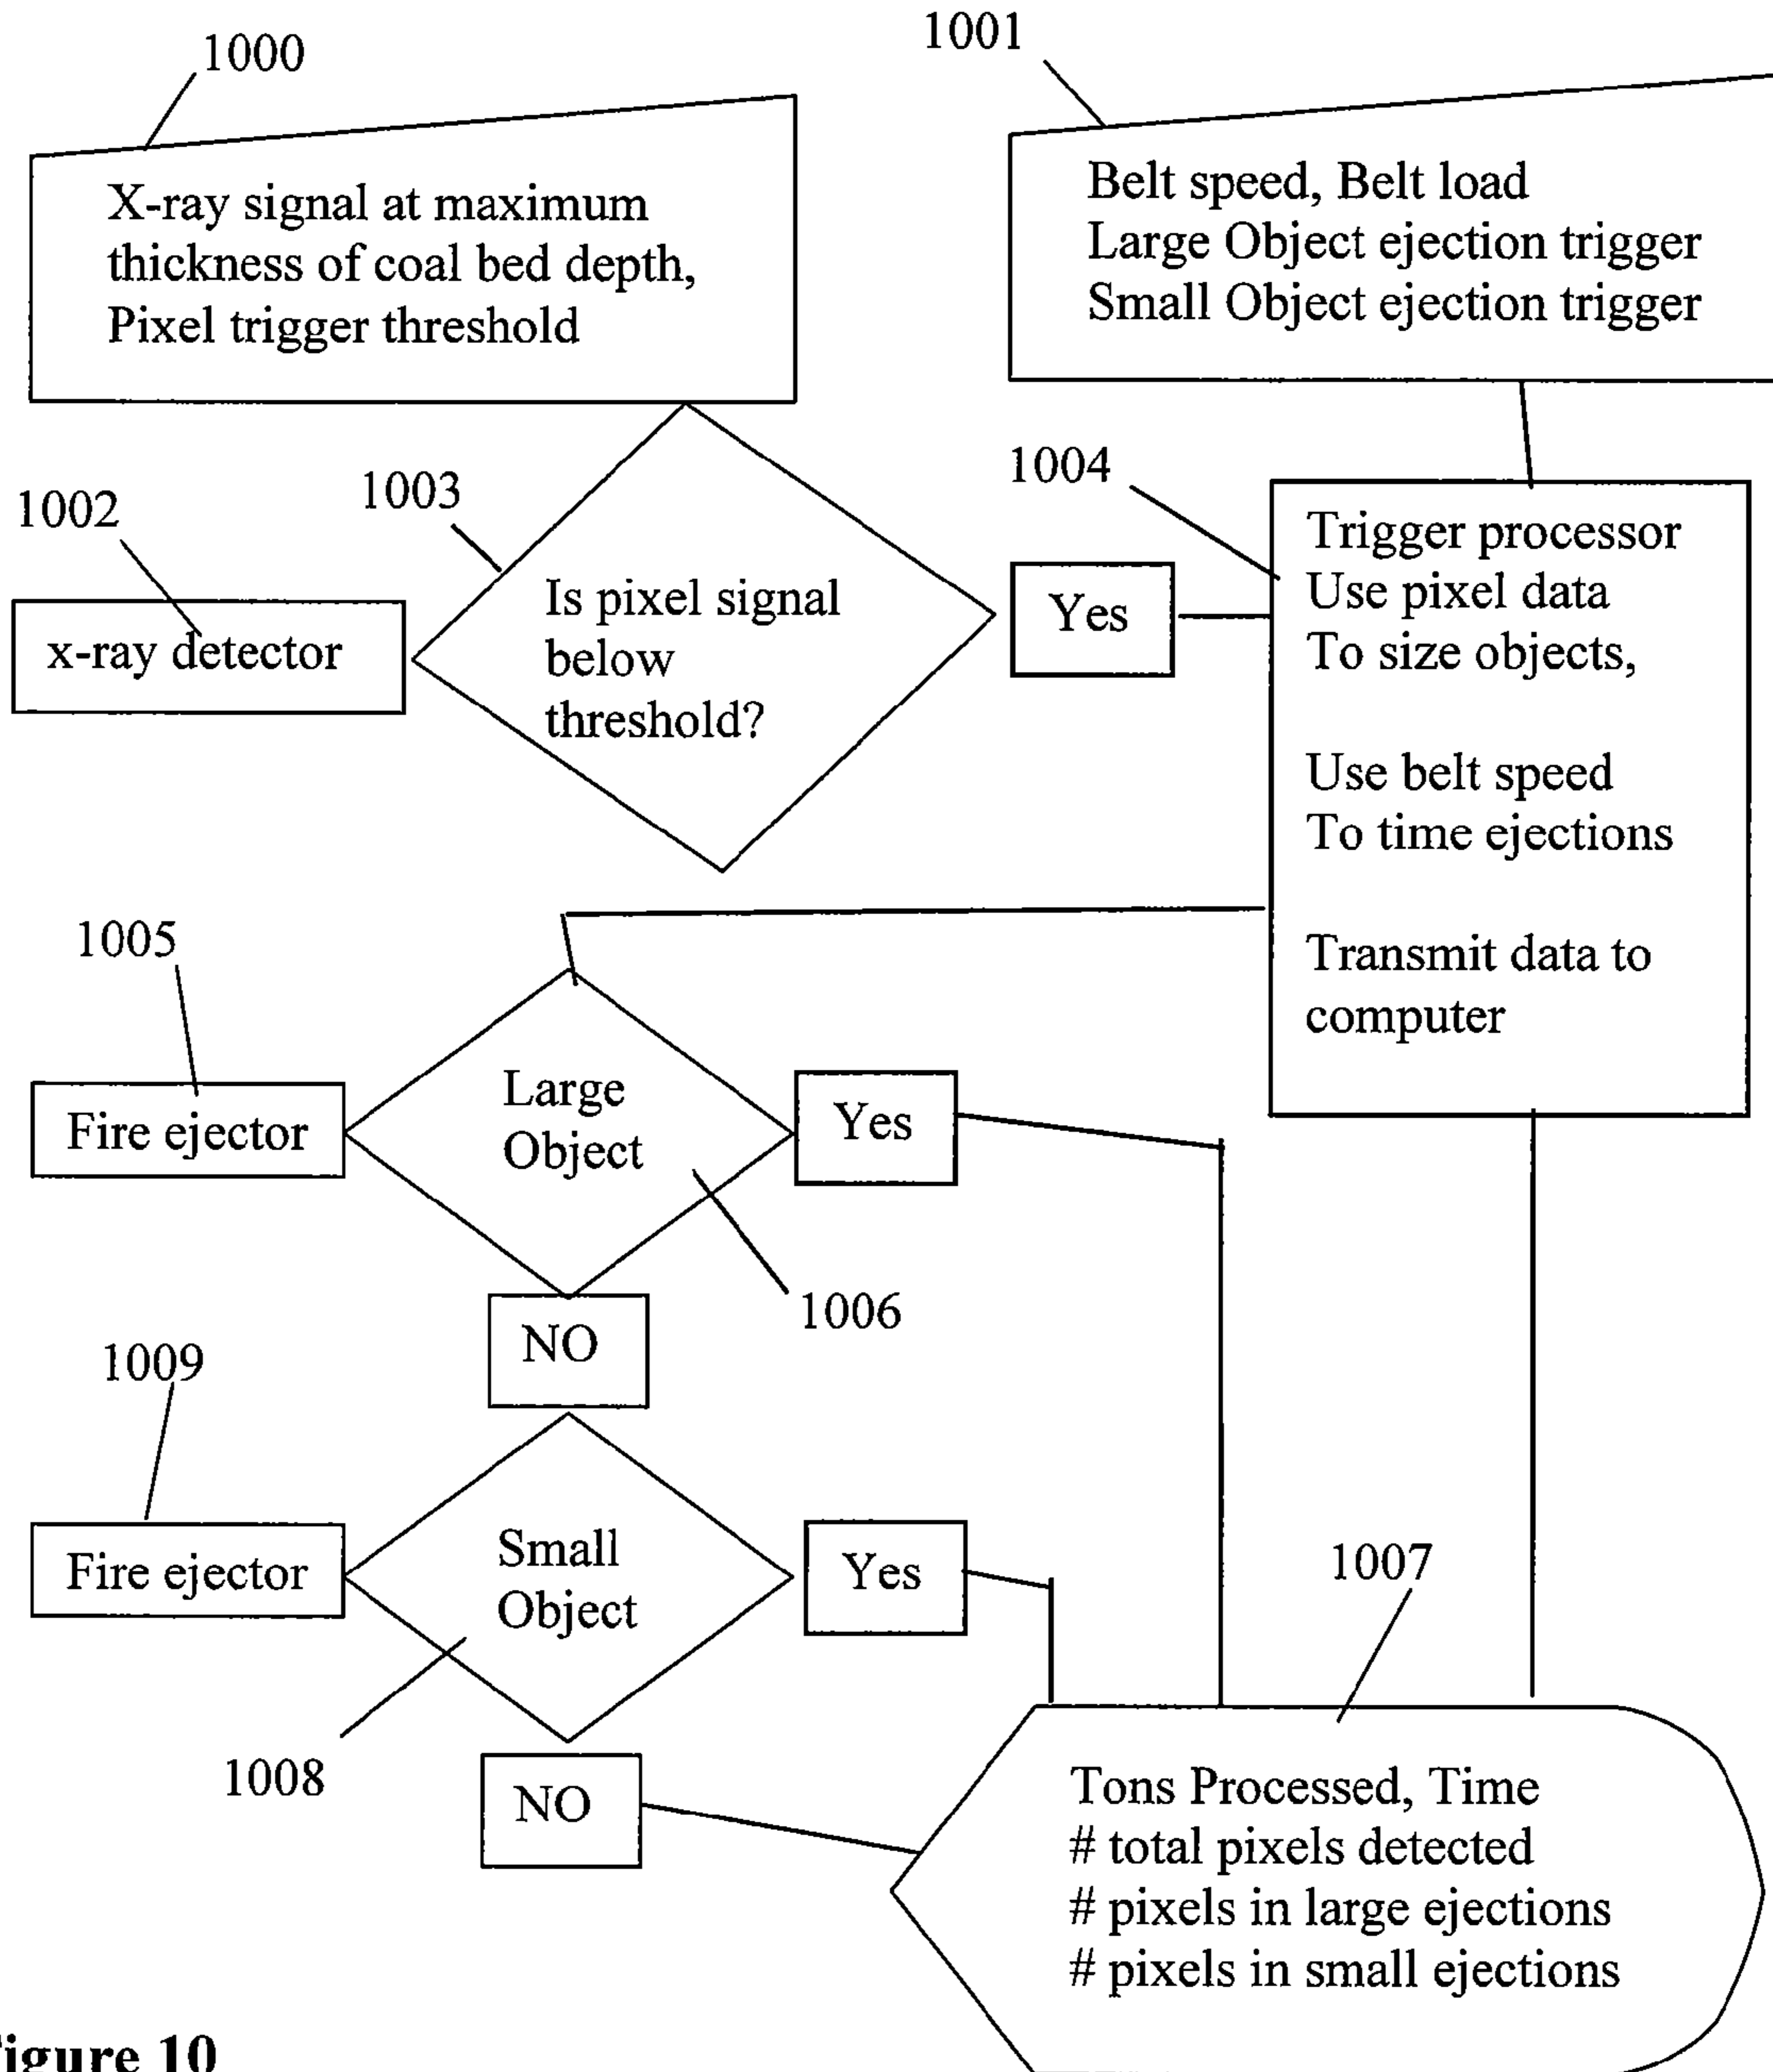 1000
1001
X-ray signal at maximum
thickness of coal bed depth,
Pixel trigger threshold
Belt speed, Belt load
Large Object ejection trigger
Small Object ejection trigger
1002
1003
1004
x-ray detector
Is pixel signal
below
threshold?
Yes
Trigger processor
Use pixel data
To size objects,
Use belt speed
To time ejections
Transmit data to
computer
1005
Fire ejector
Large
Object
Yes
1006
NO
1009
Fire ejector
Small
Object
Yes
1007
1008
NO
Tons Processed, Time
# total pixels detected
# pixels in large ejections
# pixels in small ejections
igure 10